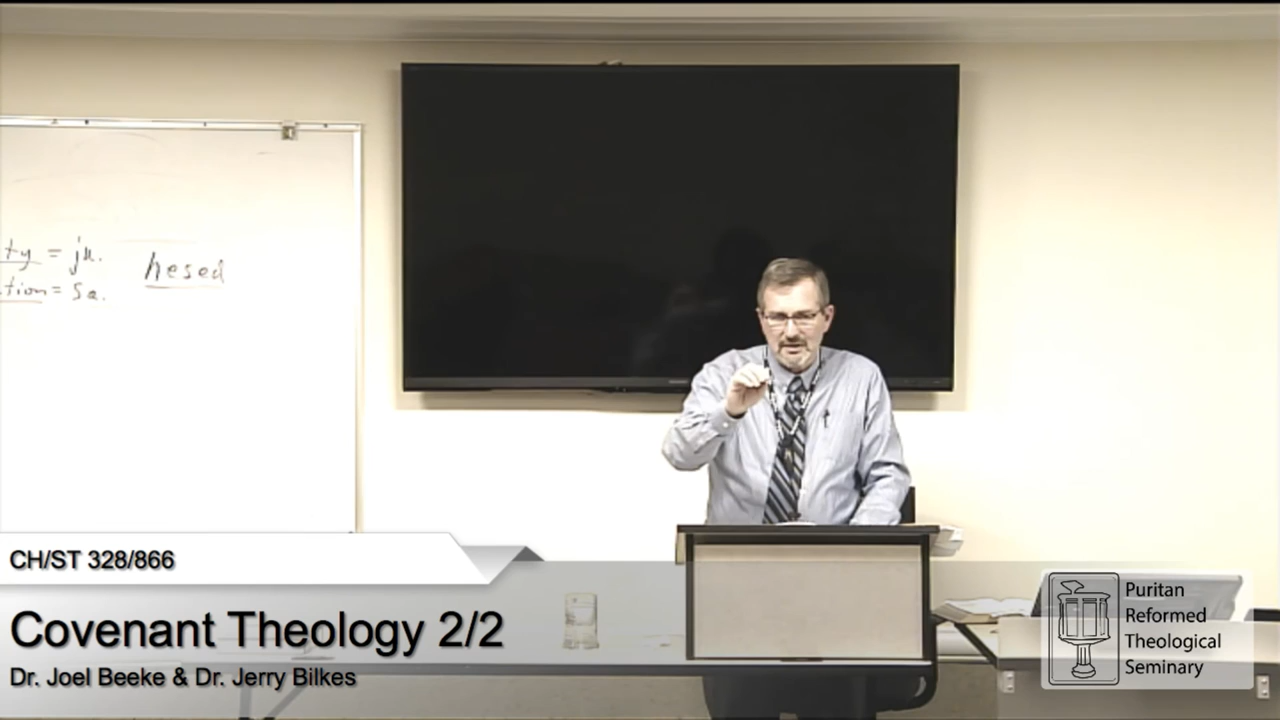 ty = ju.
tion = sa.
hesed
CH/ST 328/866
Covenant Theology 2/2
Dr. Joel Beeke & Dr. Jerry Bilkes
Puritan
Reformed
Theological
Seminary